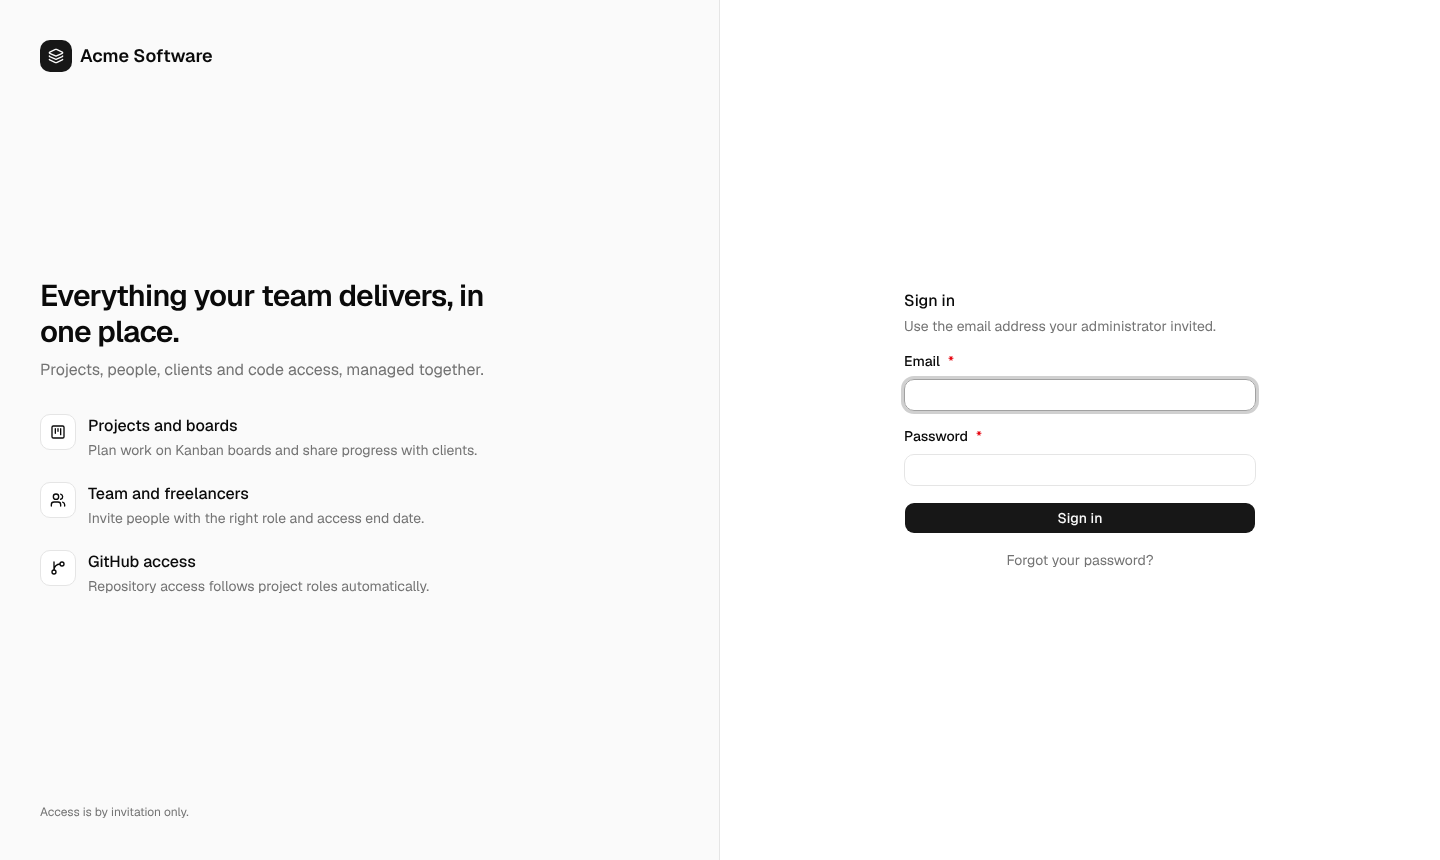 Acme Software
Everything your team delivers, in
one place.
Projects, people, clients and code access, managed together.
Projects and boards
Plan work on Kanban boards and share progress with clients.
Team and freelancers
Invite people with the right role and access end date.
GitHub access
Repository access follows project roles automatically.
Access is by invitation only.
Sign in
Use the email address your administrator invited.
Email *
Password *
Sign in
Forgot your password?